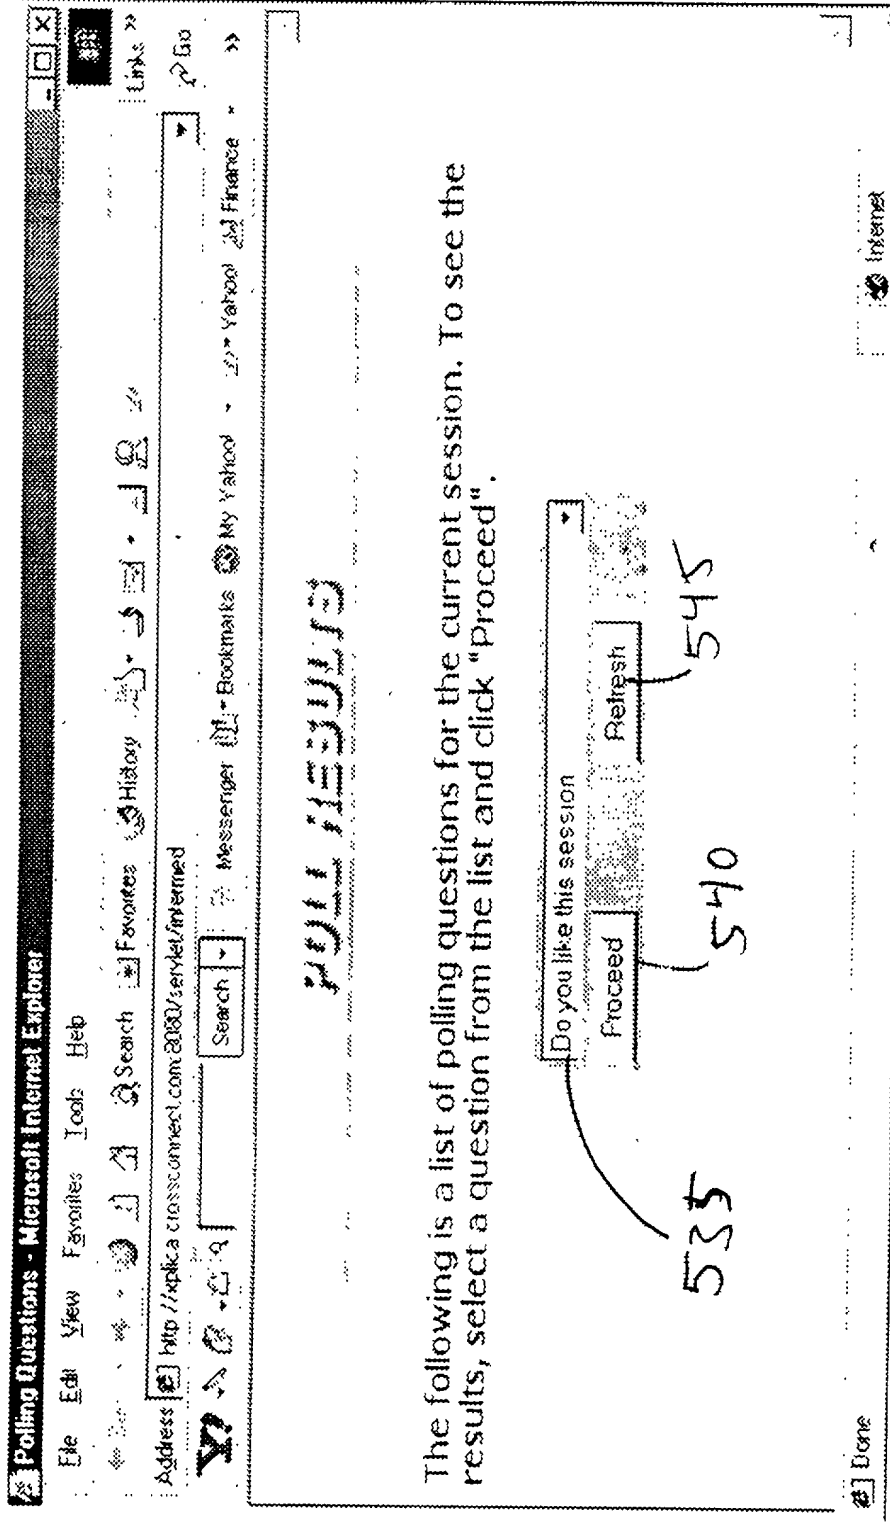 Polling Questions - Microsoft Internet Explorer
File Edit View Favorites Tools Help
Search Favorites History
Links »
Address http://xplica.crossconnect.com:8080/servlet/intermed
Go
Y! Search Messenger Bookmarks My Yahoo! Yahoo! Finance »
POLL RESULTS
The following is a list of polling questions for the current session. To see the
results, select a question from the list and click "Proceed".
Do you like this session
Proceed Refresh
535 540 545
Done Internet